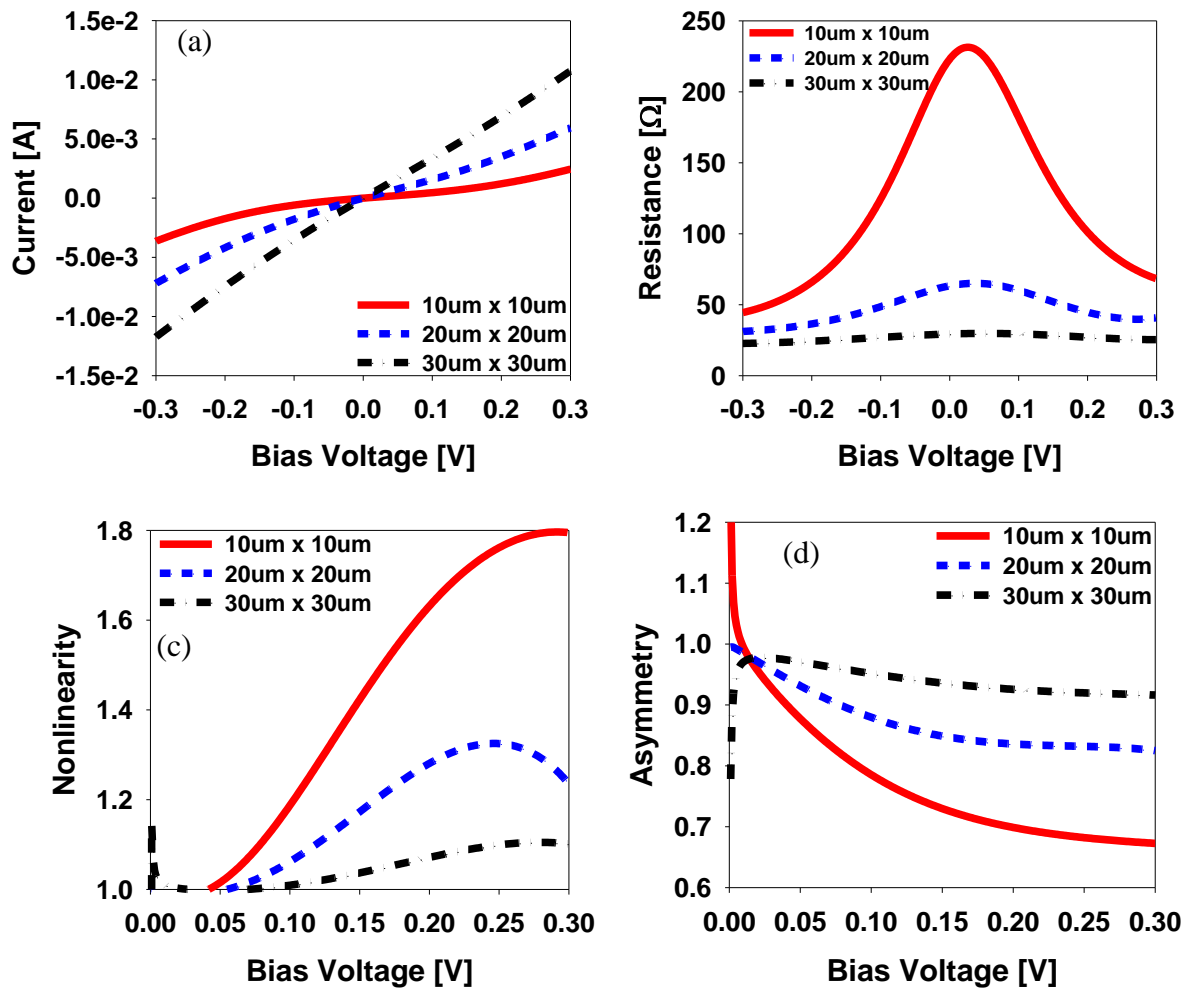 1.5e-2
1.0e-2
5.0e-3
0.0
-5.0e-3
-1.0e-2
-1.5e-2
Current [A]
(a)
10um x 10um
20um x 20um
30um x 30um
-0.3 -0.2 -0.1 0.0 0.1 0.2 0.3
Bias Voltage [V]
250
200
150
100
50
0
Resistance [Ω]
10um x 10um
20um x 20um
30um x 30um
-0.3 -0.2 -0.1 0.0 0.1 0.2 0.3
Bias Voltage [V]
1.8
1.6
1.4
1.2
1.0
Nonlinearity
10um x 10um
20um x 20um
30um x 30um
(c)
0.00 0.05 0.10 0.15 0.20 0.25 0.30
Bias Voltage [V]
1.2
1.1
1.0
0.9
0.8
0.7
0.6
Asymmetry
(d)
10um x 10um
20um x 20um
30um x 30um
0.00 0.05 0.10 0.15 0.20 0.25 0.30
Bias Voltage [V]